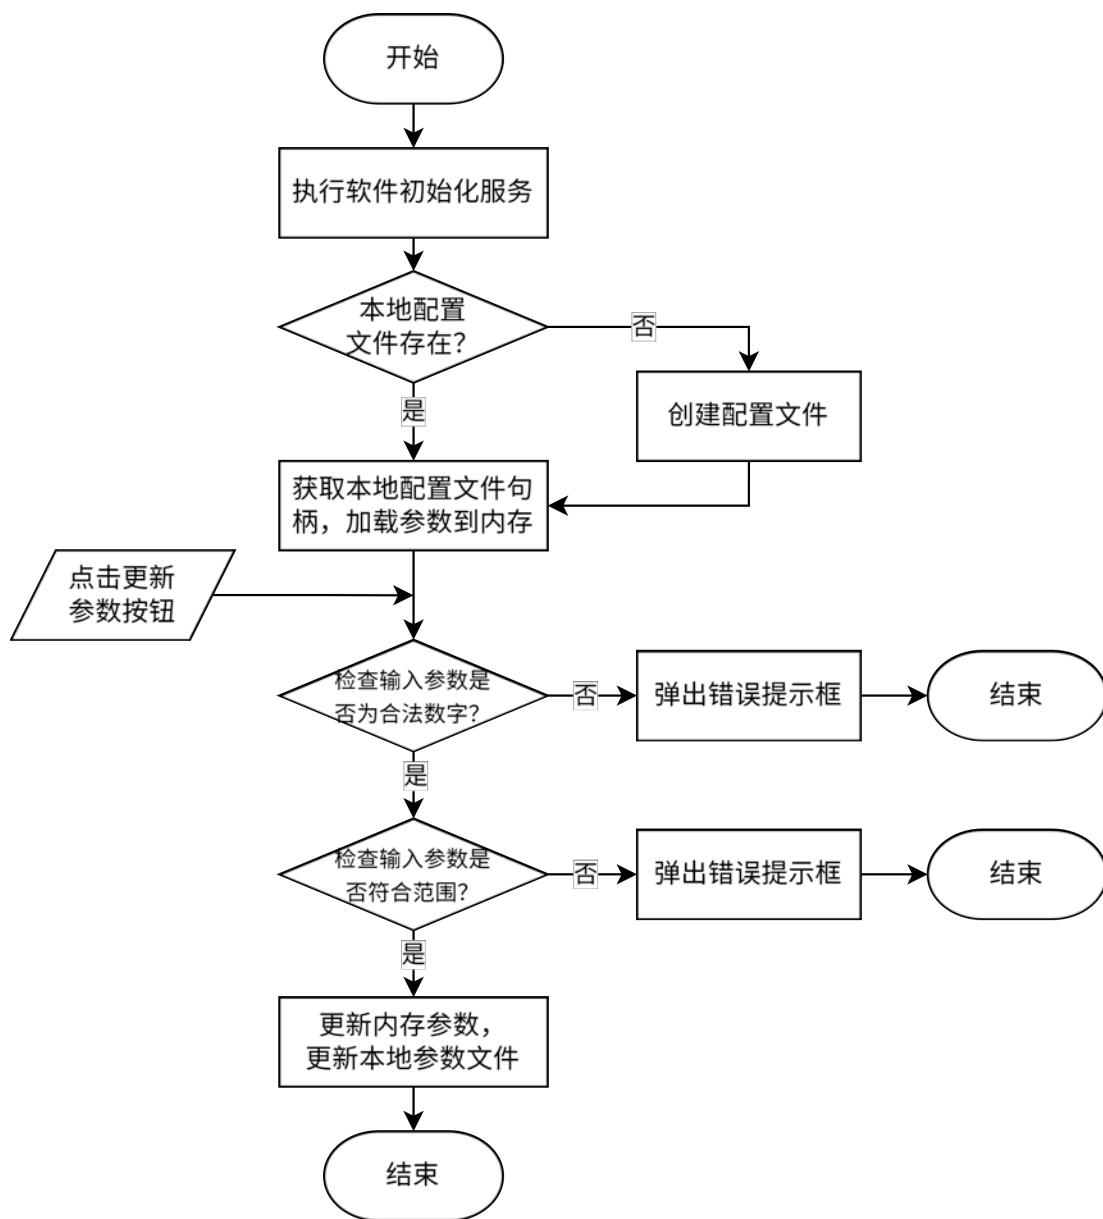 开始
执行软件初始化服务
本地配置
文件存在?
否
是
创建配置文件
获取本地配置文件句
柄，加载参数到内存
点击更新
参数按钮
检查输入参数是
否为合法数字?
否
弹出错误提示框
结束
是
检查输入参数是
否符合范围?
否
弹出错误提示框
结束
是
更新内存参数，
更新本地参数文件
结束